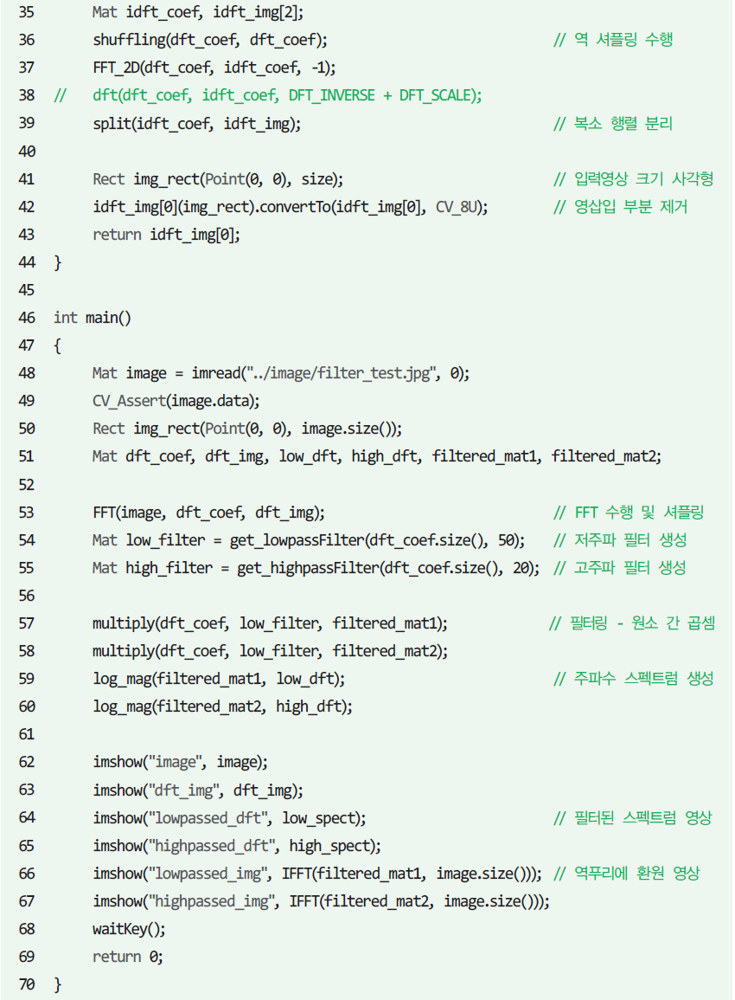 35 Mat idft_coef, idft_img[2];
36 shuffling(dft_coef, dft_coef); // 역 셔플링 수행
37 FFT_2D(dft_coef, idft_coef, -1);
38 // dft(dft_coef, idft_coef, DFT_INVERSE + DFT_SCALE);
39 split(idft_coef, idft_img); // 복소 행렬 분리
40
41 Rect img_rect(Point(0, 0), size); // 입력영상 크기 사각형
42 idft_img[0](img_rect).convertTo(idft_img[0], CV_8U); // 영삽입 부분 제거
43 return idft_img[0];
44 }
45
46 int main()
47 {
48 Mat image = imread("../image/filter_test.jpg", 0);
49 CV_Assert(image.data);
50 Rect img_rect(Point(0, 0), image.size());
51 Mat dft_coef, dft_img, low_dft, high_dft, filtered_mat1, filtered_mat2;
52
53 FFT(image, dft_coef, dft_img); // FFT 수행 및 셔플링
54 Mat low_filter = get_lowpassFilter(dft_coef.size(), 50); // 저주파 필터 생성
55 Mat high_filter = get_highpassFilter(dft_coef.size(), 20); // 고주파 필터 생성
56
57 multiply(dft_coef, low_filter, filtered_mat1); // 필터링 - 원소 간 곱셈
58 multiply(dft_coef, low_filter, filtered_mat2);
59 log_mag(filtered_mat1, low_dft); // 주파수 스펙트럼 생성
60 log_mag(filtered_mat2, high_dft);
61
62 imshow("image", image);
63 imshow("dft_img", dft_img);
64 imshow("lowpassed_dft", low_spect); // 필터된 스펙트럼 영상
65 imshow("highpassed_dft", high_spect);
66 imshow("lowpassed_img", IFFT(filtered_mat1, image.size())); // 역푸리에 환원 영상
67 imshow("highpassed_img", IFFT(filtered_mat2, image.size()));
68 waitKey();
69 return 0;
70 }